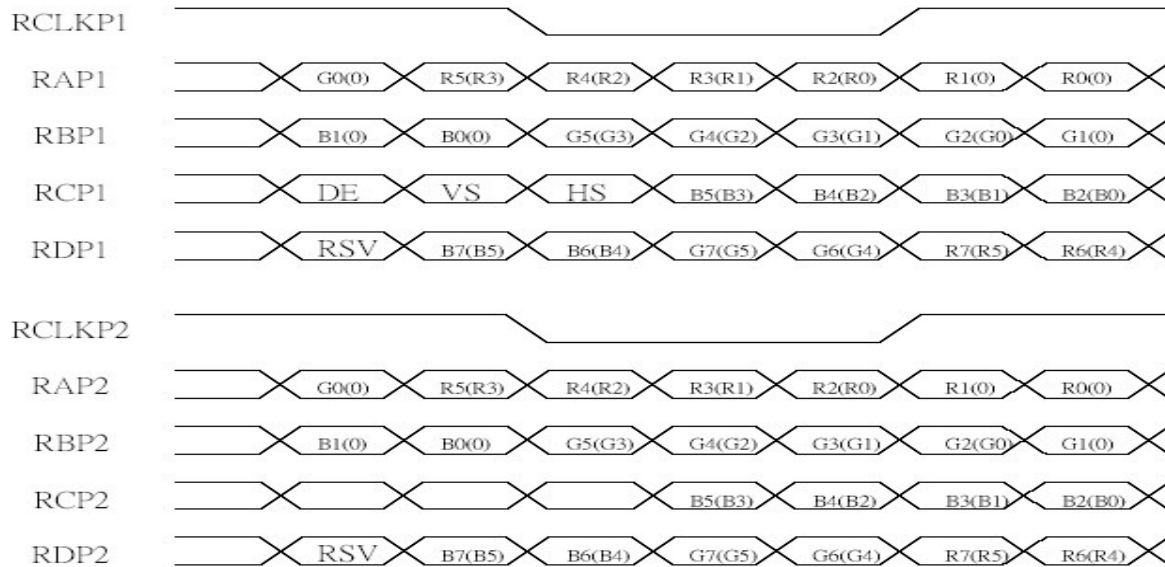 RCLKP1
RAP1 G0(0) R5(R3) R4(R2) R3(R1) R2(R0) R1(0) R0(0)
RBP1 B1(0) B0(0) G5(G3) G4(G2) G3(G1) G2(G0) G1(0)
RCP1 DE VS HS B5(B3) B4(B2) B3(B1) B2(B0)
RDP1 RSV B7(B5) B6(B4) G7(G5) G6(G4) R7(R5) R6(R4)
RCLKP2
RAP2 G0(0) R5(R3) R4(R2) R3(R1) R2(R0) R1(0) R0(0)
RBP2 B1(0) B0(0) G5(G3) G4(G2) G3(G1) G2(G0) G1(0)
RCP2 B5(B3) B4(B2) B3(B1) B2(B0)
RDP2 RSV B7(B5) B6(B4) G7(G5) G6(G4) R7(R5) R6(R4)